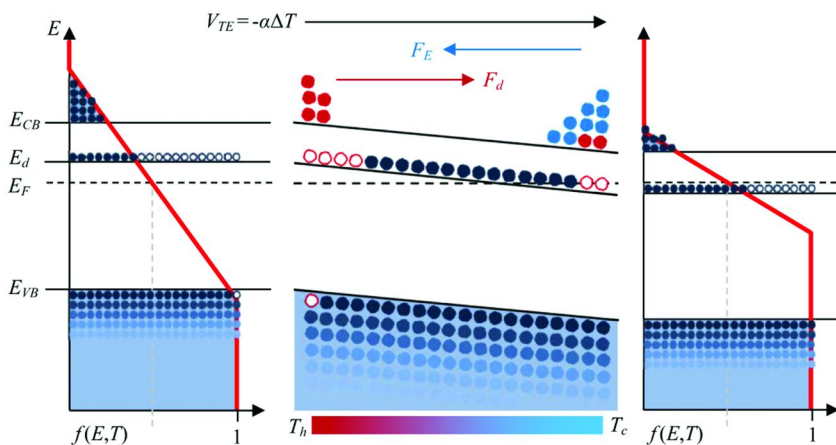 V_TE = -αΔT
E
F_E
F_d
E_CB
E_d
E_F
E_VB
T_h T_c
f(E,T) 1
f(E,T) 1